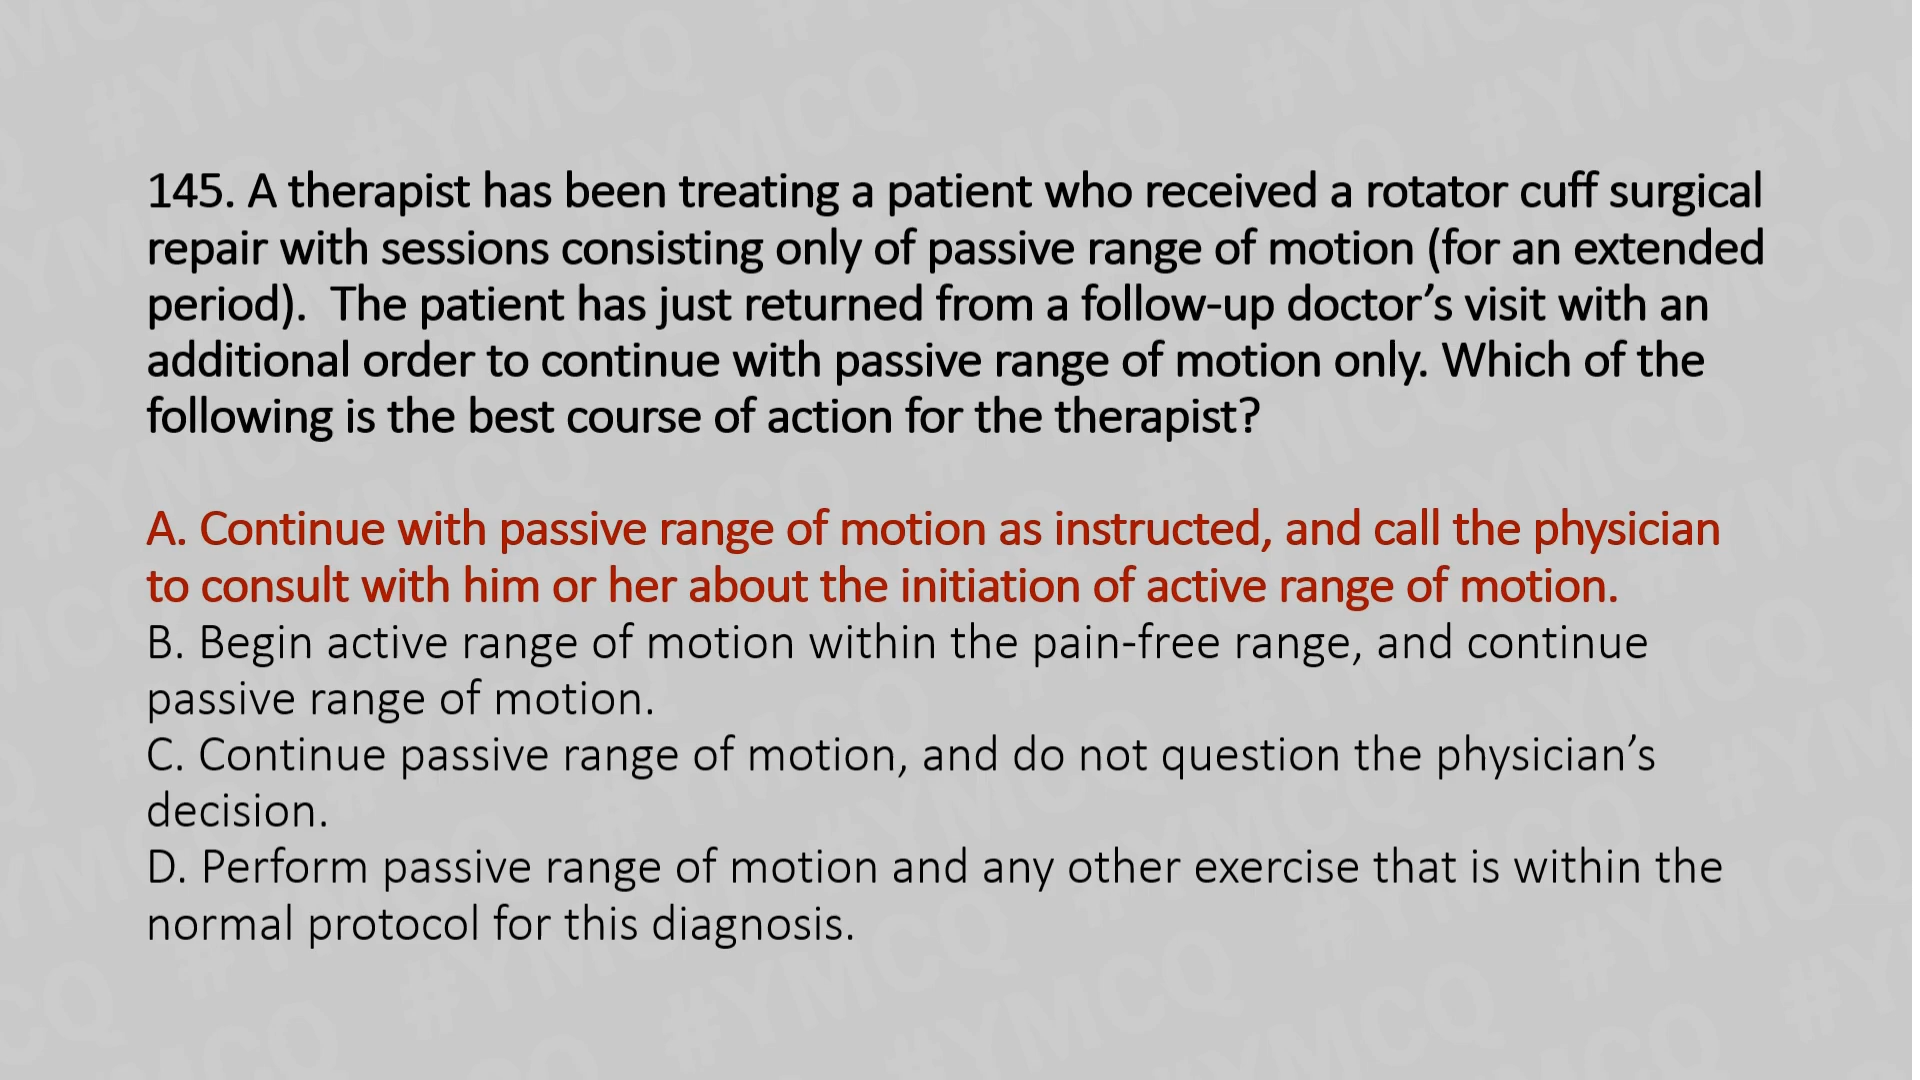 145. A therapist has been treating a patient who received a rotator cuff surgical
repair with sessions consisting only of passive range of motion (for an extended
period).  The patient has just returned from a follow-up doctor’s visit with an
additional order to continue with passive range of motion only. Which of the
following is the best course of action for the therapist?
A. Continue with passive range of motion as instructed, and call the physician
to consult with him or her about the initiation of active range of motion.
B. Begin active range of motion within the pain-free range, and continue
passive range of motion.
C. Continue passive range of motion, and do not question the physician’s
decision.
D. Perform passive range of motion and any other exercise that is within the
normal protocol for this diagnosis.
#YMCQ